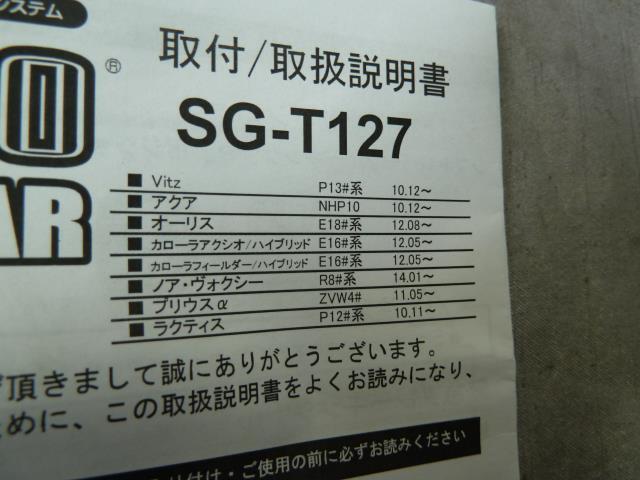 システム
®
取付/取扱説明書
SG-T127
AR
■ Vitz P13#系 10.12～
■ アクア NHP10 10.12～
■ オーリス E18#系 12.08～
■ カローラアクシオ/ハイブリッド E16#系 12.05～
■ カローラフィールダー/ハイブリッド E16#系 12.05～
■ ノア・ヴォクシー R8#系 14.01～
■ プリウスα ZVW4# 11.05～
■ ラクティス P12#系 10.11～
頂きまして誠にありがとうございます。
ために、この取扱説明書をよくお読みになり、
り付け・ご使用の前に必ずお読みください